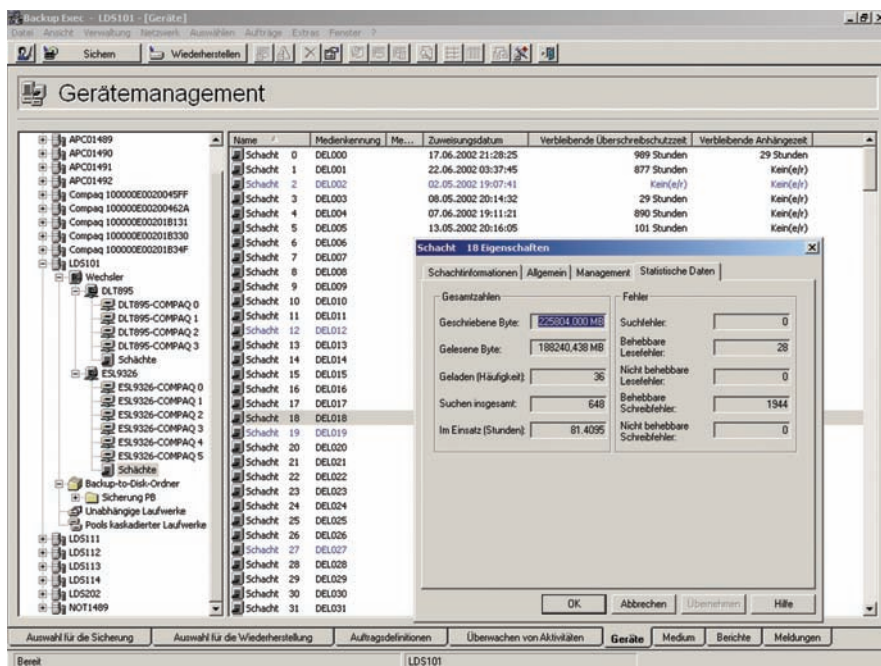 Backup Exec - LDS101 - [Geräte]
Datei Ansicht Verwaltung Netzwerk Auswählen Aufträge Extras Fenster ?
Sichern Wiederherstellen
Gerätemanagement
APC01489
APC01490
APC01491
APC01492
Compaq 100000E0020045FF
Compaq 100000E00200462A
Compaq 100000E00201B131
Compaq 100000E00201B330
Compaq 100000E00201B34F
LDS101
Wechsler
DLT895
DLT895-COMPAQ 0
DLT895-COMPAQ 1
DLT895-COMPAQ 2
DLT895-COMPAQ 3
Schächte
ESL9326
ESL9326-COMPAQ 0
ESL9326-COMPAQ 1
ESL9326-COMPAQ 2
ESL9326-COMPAQ 3
ESL9326-COMPAQ 4
ESL9326-COMPAQ 5
Schächte
Backup-to-Disk-Ordner
Sicherung PB
Unabhängige Laufwerke
Pools kaskadierter Laufwerke
LDS111
LDS112
LDS113
LDS114
LDS202
NOT1489
Name Medienkennung Me... Zuweisungsdatum Verbleibende Überschreibschutzzeit Verbleibende Anhängezeit
Schacht 0 DEL000 17.06.2002 21:28:25 989 Stunden 29 Stunden
Schacht 1 DEL001 22.06.2002 03:37:45 877 Stunden Kein(e/r)
Schacht 2 DEL002 02.05.2002 19:07:41 Kein(e/r) Kein(e/r)
Schacht 3 DEL003 08.05.2002 20:14:32 29 Stunden Kein(e/r)
Schacht 4 DEL004 07.06.2002 19:11:21 890 Stunden Kein(e/r)
Schacht 5 DEL005 13.05.2002 20:16:05 101 Stunden Kein(e/r)
Schacht 6 DEL006
Schacht 7 DEL007
Schacht 8 DEL008
Schacht 9 DEL009
Schacht 10 DEL010
Schacht 11 DEL011
Schacht 12 DEL012
Schacht 13 DEL013
Schacht 14 DEL014
Schacht 15 DEL015
Schacht 16 DEL016
Schacht 17 DEL017
Schacht 18 DEL018
Schacht 19 DEL019
Schacht 20 DEL020
Schacht 21 DEL021
Schacht 22 DEL022
Schacht 23 DEL023
Schacht 24 DEL024
Schacht 25 DEL025
Schacht 26 DEL026
Schacht 27 DEL027
Schacht 28 DEL028
Schacht 29 DEL029
Schacht 30 DEL030
Schacht 31 DEL031
Schacht 18 Eigenschaften
Schachtinformationen Allgemein Management Statistische Daten
Gesamtzahlen
Geschriebene Byte: 225804,000 MB
Gelesene Byte: 188240,438 MB
Geladen (Häufigkeit): 36
Suchen insgesamt: 648
Im Einsatz (Stunden): 81.4095
Fehler
Suchfehler: 0
Behebbare Lesefehler: 28
Nicht behebbare Lesefehler: 0
Behebbare Schreibfehler: 1944
Nicht behebbare Schreibfehler: 0
OK Abbrechen Übernehmen Hilfe
Auswahl für die Sicherung Auswahl für die Wiederherstellung Auftragsdefinitionen Überwachen von Aktivitäten Geräte Medium Berichte Meldungen
Bereit LDS101